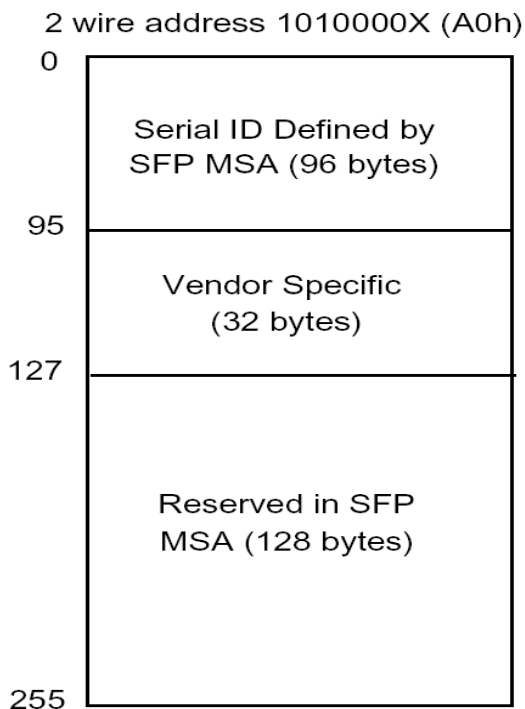 2 wire address 1010000X (A0h)
0
Serial ID Defined by
SFP MSA (96 bytes)
95
Vendor Specific
(32 bytes)
127
Reserved in SFP
MSA (128 bytes)
255